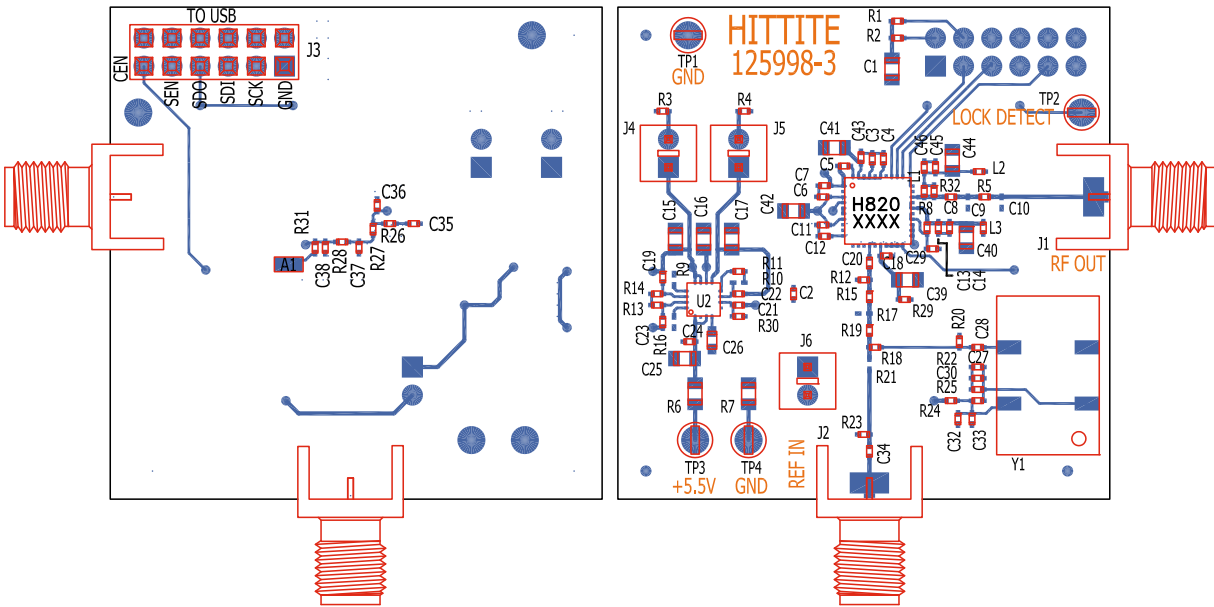 TO USB
J3
CEN
SEN
SDO
SDI
SCK
GND
C36
C35
R31
R26
A1
C38
R28
C37
R27
HITTITE
125998-3
TP1
GND
R1
R2
C1
TP2
LOCK DETECT
R3
R4
J4
J5
C41
C43
C3
C4
C46
C45
C44
L1
L2
C5
C7
C6
C42
C11
C12
H820
XXXX
R32
R8
C8
R5
C9
C10
L3
C40
J1
RF OUT
C15
C16
C17
C19
R9
R11
R10
R14
R13
U2
C22
C21
R30
C23
R16
C24
C25
C26
C2
C20
R12
R15
C18
C29
C39
R29
C13
C14
R17
R19
R18
R21
R20
C28
R22
C27
C30
R25
R24
C32
C33
Y1
J6
R6
R7
TP3
+5.5V
TP4
GND
REF IN
J2
R23
C34